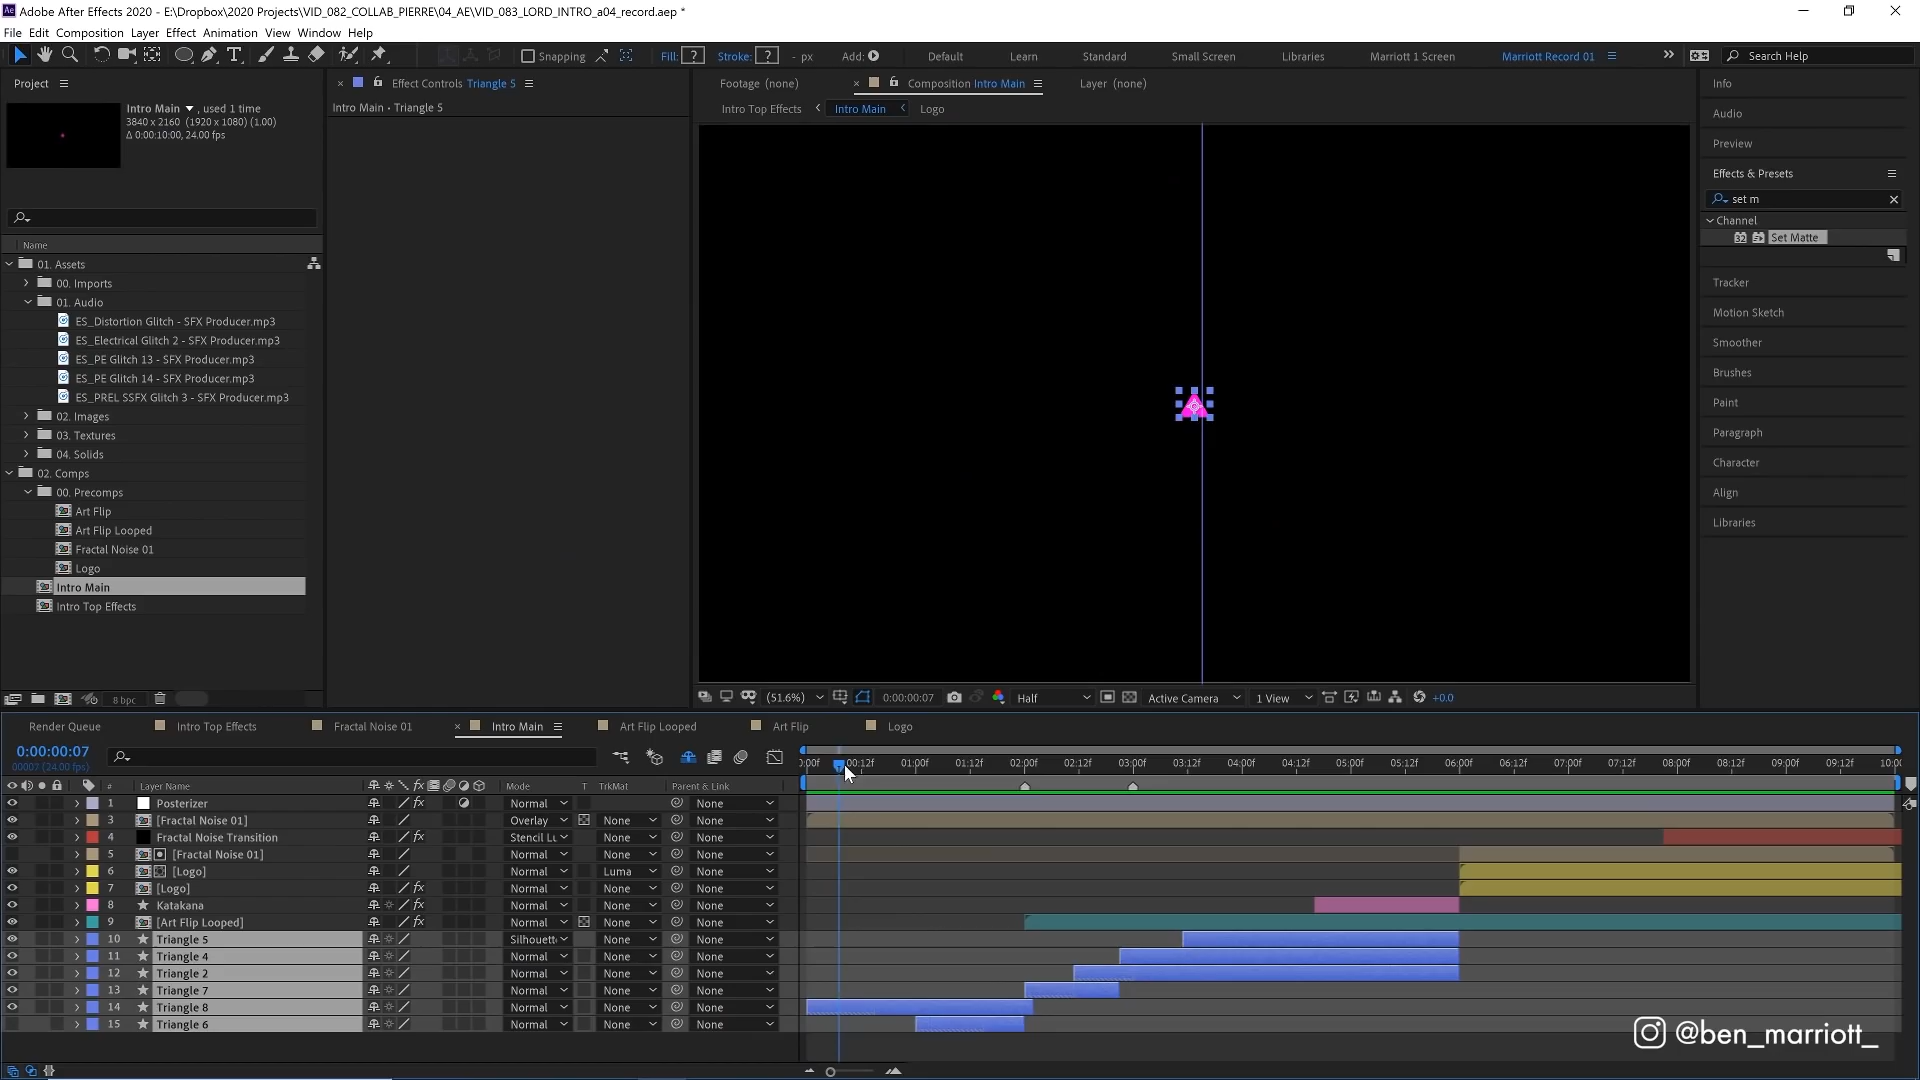 Adobe After Effects 2020 - E:\Dropbox\2020 Projects\VID_082_COLLAB_PIERRE\04_AE\VID_083_LORD_INTRO_a04_record.aep *
File Edit Composition Layer Effect Animation View Window Help
Snapping Fill: ? Stroke: ? - px Add: Default Learn Standard Small Screen Libraries Marriott 1 Screen Marriott Record 01 Search Help
Project Effect Controls Triangle 5 Footage (none) Composition Intro Main Layer (none) Info
Intro Main, used 1 time
3840 x 2160 (1920 x 1080) (1.00)
Δ 0:00:10:00, 24.00 fps
Intro Main • Triangle 5
Intro Top Effects Intro Main Logo
Audio
Preview
Effects & Presets
set m
Channel
32 Set Matte
Tracker
Motion Sketch
Smoother
Brushes
Paint
Paragraph
Character
Align
Libraries
Name
01. Assets
00. Imports
01. Audio
ES_Distortion Glitch - SFX Producer.mp3
ES_Electrical Glitch 2 - SFX Producer.mp3
ES_PE Glitch 13 - SFX Producer.mp3
ES_PE Glitch 14 - SFX Producer.mp3
ES_PREL SSFX Glitch 3 - SFX Producer.mp3
02. Images
03. Textures
04. Solids
02. Comps
00. Precomps
Art Flip
Art Flip Looped
Fractal Noise 01
Logo
Intro Main
Intro Top Effects
8 bpc
(51.6%) 0:00:00:07 Half Active Camera 1 View +0.0
Render Queue Intro Top Effects Fractal Noise 01 Intro Main Art Flip Looped Art Flip Logo
0:00:00:07
00007 (24.00 fps)
):00f 00:12f 01:00f 01:12f 02:00f 02:12f 03:00f 03:12f 04:00f 04:12f 05:00f 05:12f 06:00f 06:12f 07:00f 07:12f 08:00f 08:12f 09:00f 09:12f 10:00
# Layer Name fx Mode T TrkMat Parent & Link
1 Posterizer fx Normal None
3 [Fractal Noise 01] Overlay None None
4 Fractal Noise Transition fx Stencil Lu None None
5 [Fractal Noise 01] Normal None None
6 [Logo] Normal Luma None
7 [Logo] fx Normal None None
8 Katakana fx Normal None None
9 [Art Flip Looped] fx Normal None None
10 Triangle 5 Silhouett None None
11 Triangle 4 Normal None None
12 Triangle 2 Normal None None
13 Triangle 7 Normal None None
14 Triangle 8 Normal None None
15 Triangle 6 Normal None None
@ben_marriott_